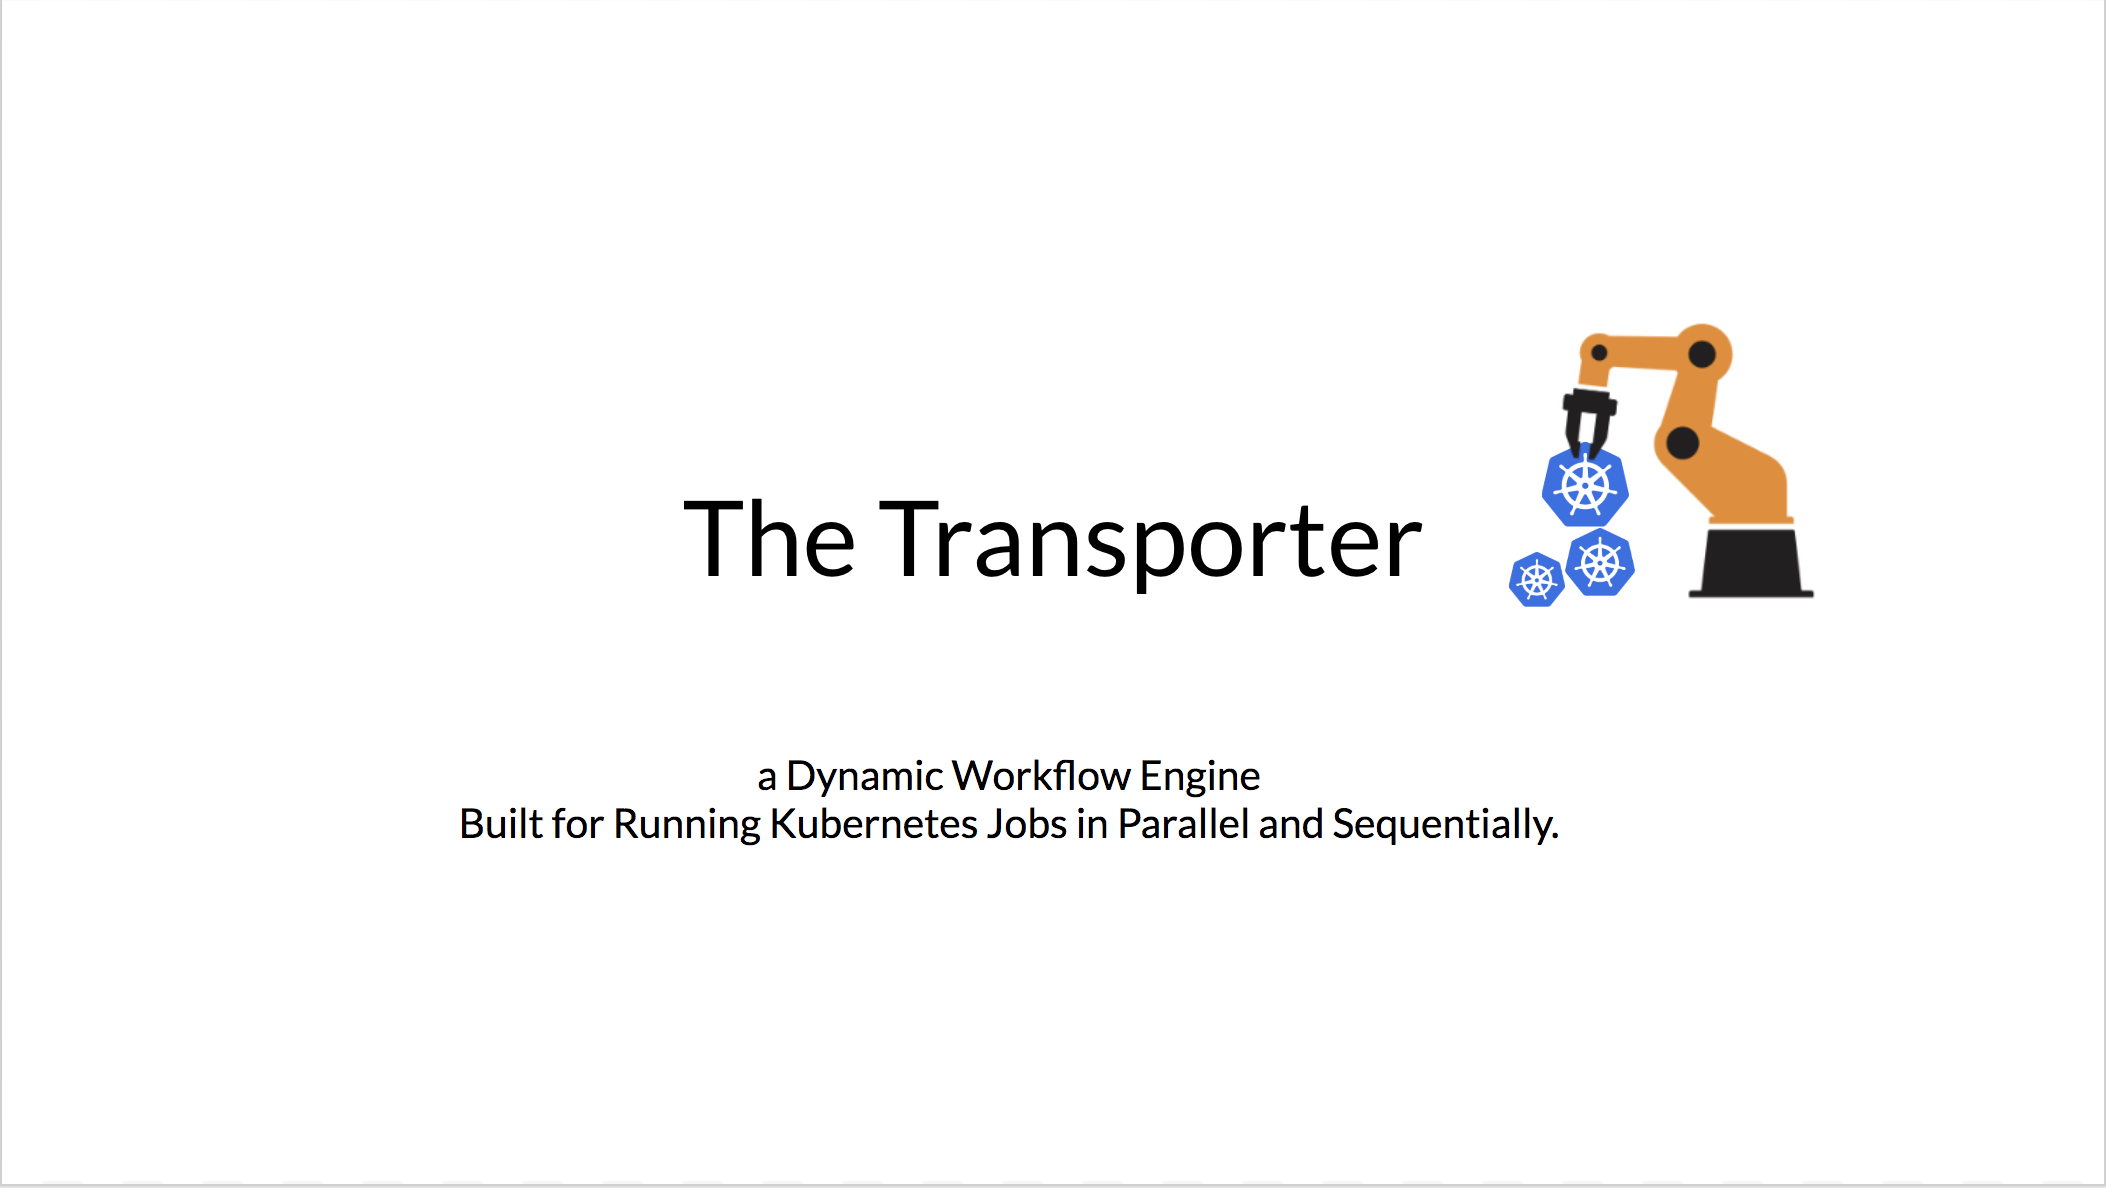 The Transporter
a Dynamic Workflow Engine
Built for Running Kubernetes Jobs in Parallel and Sequentially.